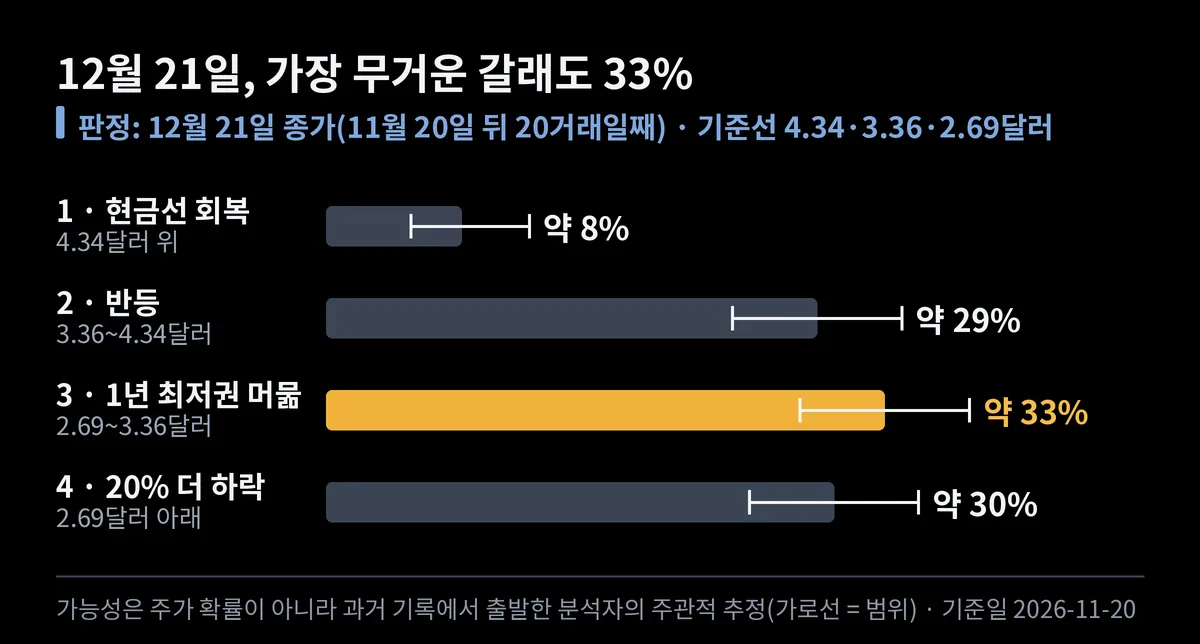 12월 21일, 가장 무거운 갈래도 33%
판정: 12월 21일 종가(11월 20일 뒤 20거래일째) · 기준선 4.34·3.36·2.69달러
1 · 현금선 회복
4.34달러 위
약 8%
2 · 반등
3.36~4.34달러
약 29%
3 · 1년 최저권 머묾
2.69~3.36달러
약 33%
4 · 20% 더 하락
2.69달러 아래
약 30%
가능성은 주가 확률이 아니라 과거 기록에서 출발한 분석자의 주관적 추정(가로선 = 범위) · 기준일 2026-11-20